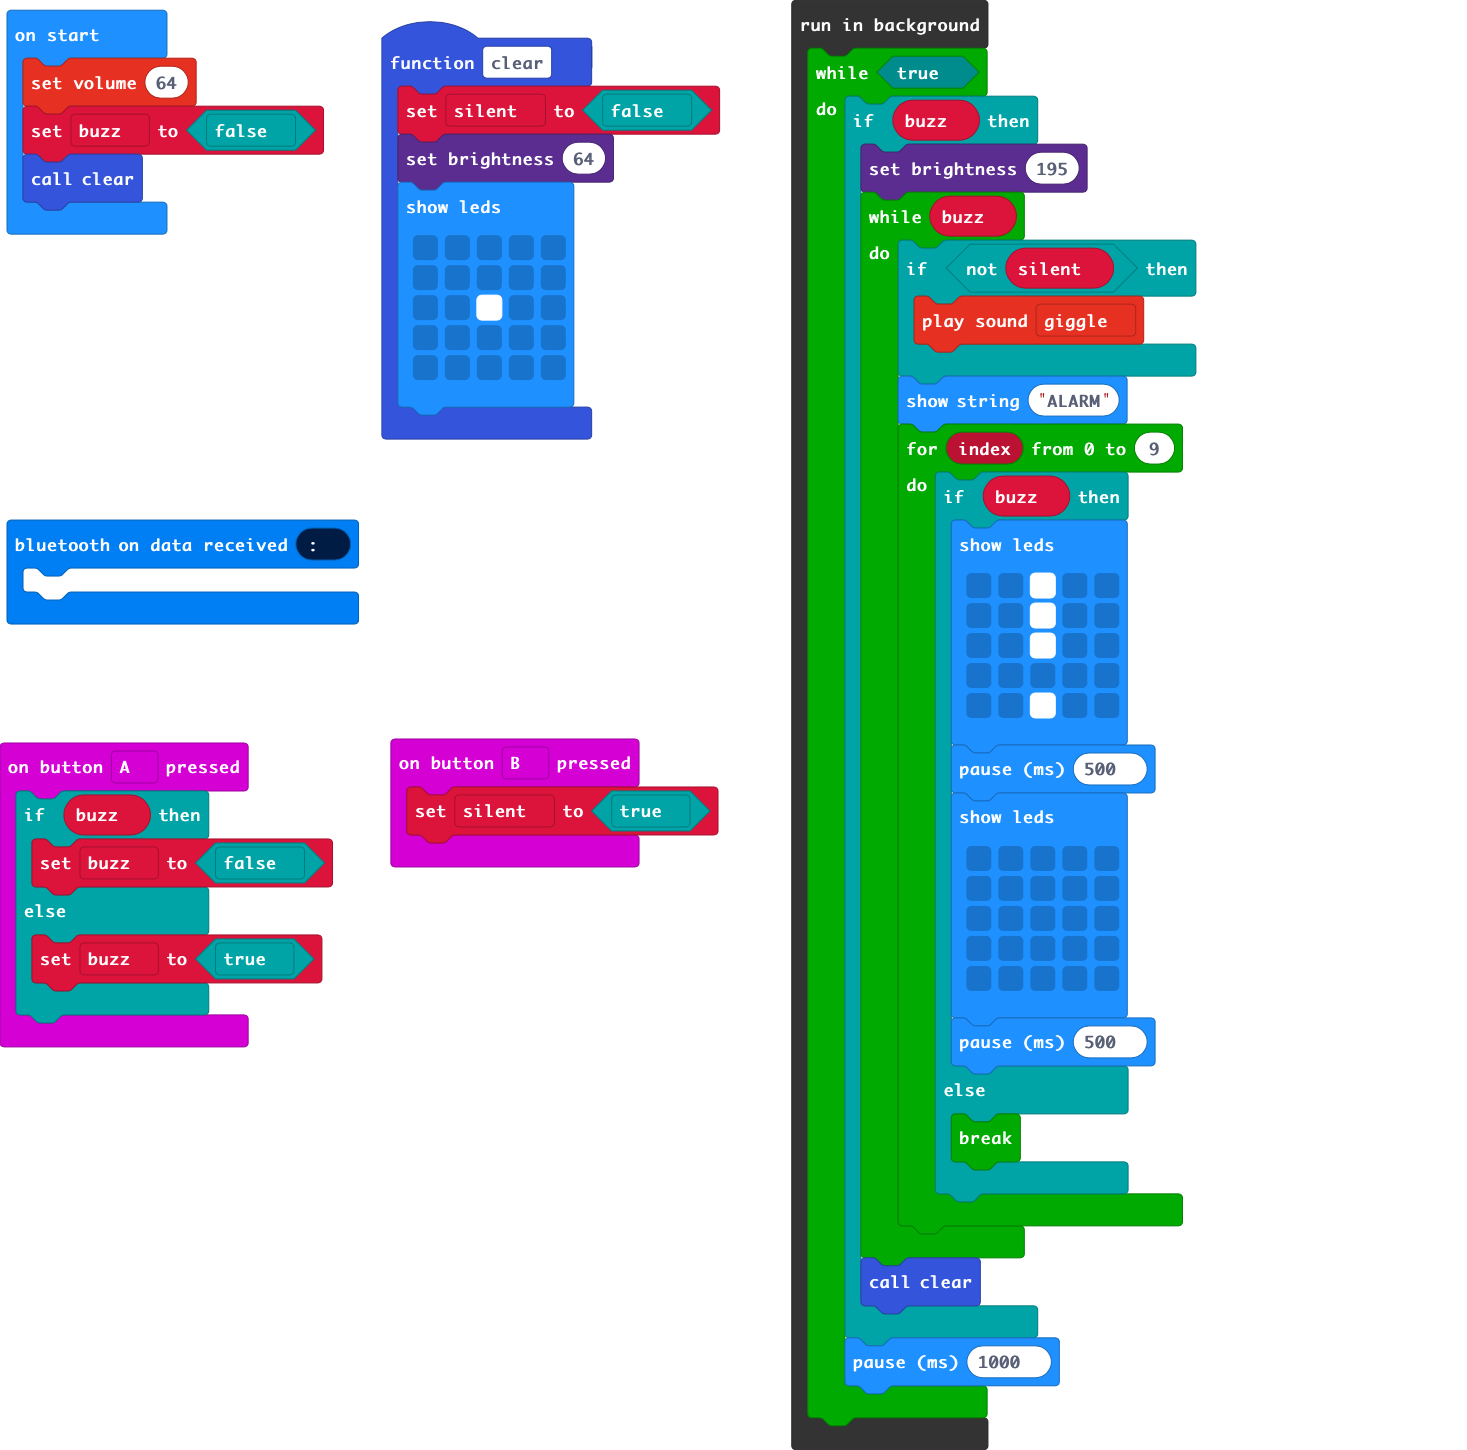 on start
set volume 64
set buzz to false
call clear
function clear
set silent to false
set brightness 64
show leds
bluetooth on data received :
on button A pressed
if buzz then
set buzz to false
else
set buzz to true
on button B pressed
set silent to true
run in background
while true
do if buzz then
set brightness 195
while buzz
do if not silent then
play sound giggle
show string "ALARM"
for index from 0 to 9
do if buzz then
show leds
pause (ms) 500
show leds
pause (ms) 500
else
break
call clear
pause (ms) 1000